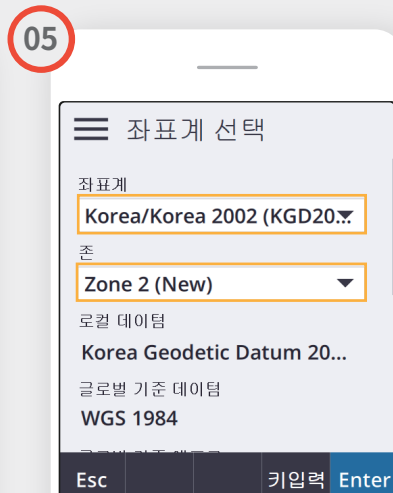 05
좌표계 선택
좌표계
Korea/Korea 2002 (KGD20...
존
Zone 2 (New)
로컬 데이텀
Korea Geodetic Datum 20...
글로벌 기준 데이텀
WGS 1984
Esc 키입력 Enter